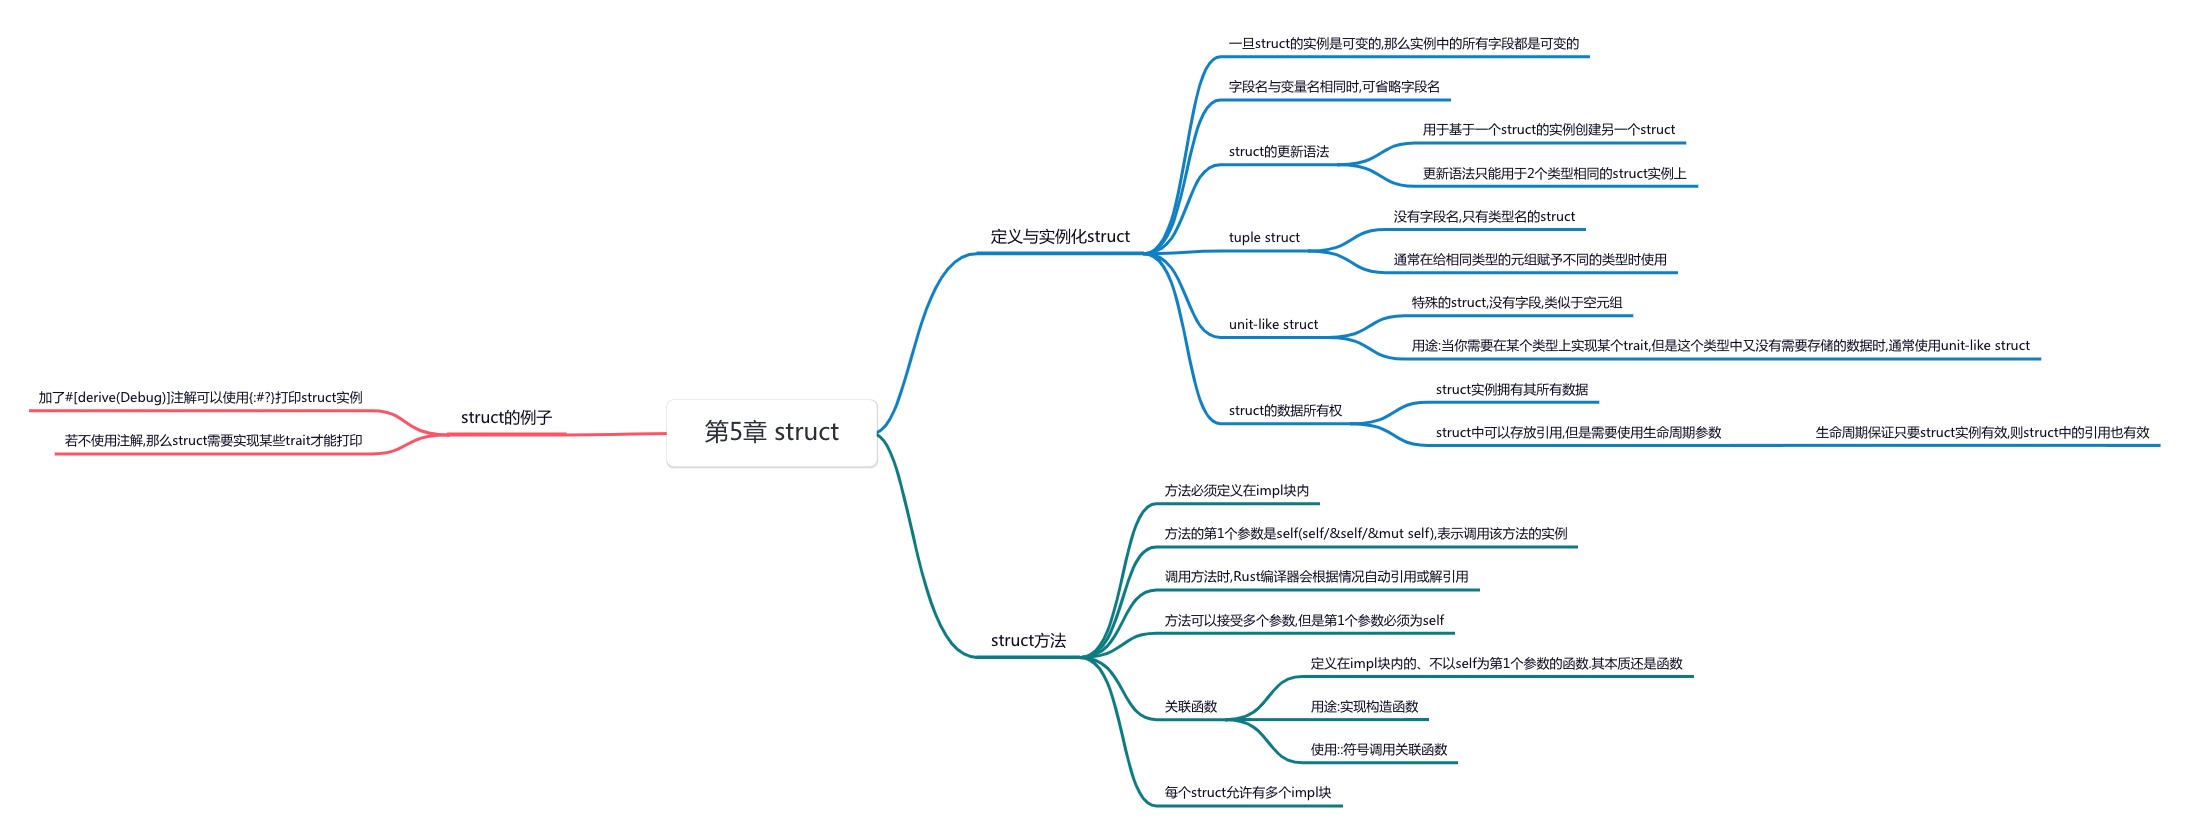 第5章 struct
定义与实例化struct
一旦struct的实例是可变的,那么实例中的所有字段都是可变的
字段名与变量名相同时,可省略字段名
struct的更新语法
用于基于一个struct的实例创建另一个struct
更新语法只能用于2个类型相同的struct实例上
tuple struct
没有字段名,只有类型名的struct
通常在给相同类型的元组赋予不同的类型时使用
unit-like struct
特殊的struct,没有字段,类似于空元组
用途:当你需要在某个类型上实现某个trait,但是这个类型中又没有需要存储的数据时,通常使用unit-like struct
struct的数据所有权
struct实例拥有其所有数据
struct中可以存放引用,但是需要使用生命周期参数
生命周期保证只要struct实例有效,则struct中的引用也有效
struct方法
方法必须定义在impl块内
方法的第1个参数是self(self/&self/&mut self),表示调用该方法的实例
调用方法时,Rust编译器会根据情况自动引用或解引用
方法可以接受多个参数,但是第1个参数必须为self
关联函数
定义在impl块内的、不以self为第1个参数的函数.其本质还是函数
用途:实现构造函数
使用::符号调用关联函数
每个struct允许有多个impl块
struct的例子
加了#[derive(Debug)]注解可以使用{:#?}打印struct实例
若不使用注解,那么struct需要实现某些trait才能打印